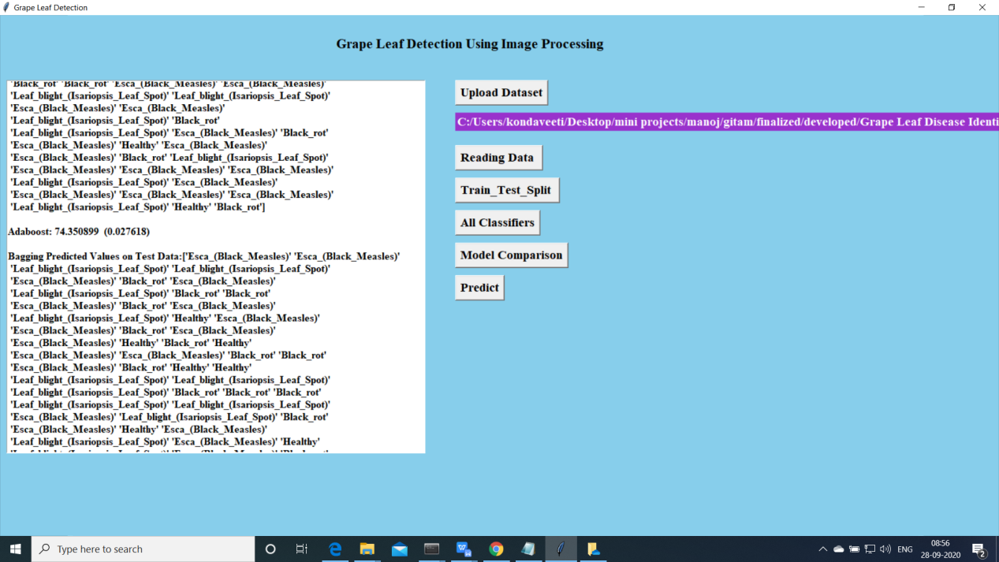 Grape Leaf Detection
Grape Leaf Detection Using Image Processing
'Black_rot' 'Black_rot' 'Esca_(Black_Measles)' 'Esca_(Black_Measles)'
'Leaf_blight_(Isariopsis_Leaf_Spot)' 'Leaf_blight_(Isariopsis_Leaf_Spot)'
'Esca_(Black_Measles)' 'Esca_(Black_Measles)'
'Leaf_blight_(Isariopsis_Leaf_Spot)' 'Black_rot'
'Leaf_blight_(Isariopsis_Leaf_Spot)' 'Esca_(Black_Measles)' 'Black_rot'
'Esca_(Black_Measles)' 'Healthy' 'Esca_(Black_Measles)'
'Esca_(Black_Measles)' 'Black_rot' 'Leaf_blight_(Isariopsis_Leaf_Spot)'
'Esca_(Black_Measles)' 'Esca_(Black_Measles)' 'Esca_(Black_Measles)'
'Leaf_blight_(Isariopsis_Leaf_Spot)' 'Esca_(Black_Measles)'
'Esca_(Black_Measles)' 'Esca_(Black_Measles)' 'Esca_(Black_Measles)'
'Leaf_blight_(Isariopsis_Leaf_Spot)' 'Healthy' 'Black_rot']
Adaboost: 74.350899 (0.027618)
Bagging Predicted Values on Test Data:['Esca_(Black_Measles)' 'Esca_(Black_Measles)'
'Leaf_blight_(Isariopsis_Leaf_Spot)' 'Leaf_blight_(Isariopsis_Leaf_Spot)'
'Esca_(Black_Measles)' 'Black_rot' 'Esca_(Black_Measles)'
'Leaf_blight_(Isariopsis_Leaf_Spot)' 'Black_rot' 'Black_rot'
'Esca_(Black_Measles)' 'Black_rot' 'Esca_(Black_Measles)'
'Leaf_blight_(Isariopsis_Leaf_Spot)' 'Healthy' 'Esca_(Black_Measles)'
'Esca_(Black_Measles)' 'Black_rot' 'Esca_(Black_Measles)'
'Esca_(Black_Measles)' 'Healthy' 'Black_rot' 'Healthy'
'Esca_(Black_Measles)' 'Esca_(Black_Measles)' 'Black_rot' 'Black_rot'
'Esca_(Black_Measles)' 'Black_rot' 'Healthy' 'Healthy'
'Leaf_blight_(Isariopsis_Leaf_Spot)' 'Leaf_blight_(Isariopsis_Leaf_Spot)'
'Leaf_blight_(Isariopsis_Leaf_Spot)' 'Black_rot' 'Black_rot' 'Black_rot'
'Leaf_blight_(Isariopsis_Leaf_Spot)' 'Leaf_blight_(Isariopsis_Leaf_Spot)'
'Esca_(Black_Measles)' 'Leaf_blight_(Isariopsis_Leaf_Spot)' 'Black_rot'
'Esca_(Black_Measles)' 'Healthy' 'Esca_(Black_Measles)'
'Leaf_blight_(Isariopsis_Leaf_Spot)' 'Esca_(Black_Measles)' 'Healthy'
Upload Dataset
C:/Users/kondaveeti/Desktop/mini projects/manoj/gitam/finalized/developed/Grape Leaf Disease Identi
Reading Data
Train_Test_Split
All Classifiers
Model Comparison
Predict
Type here to search
ENG
08:56
28-09-2020
2